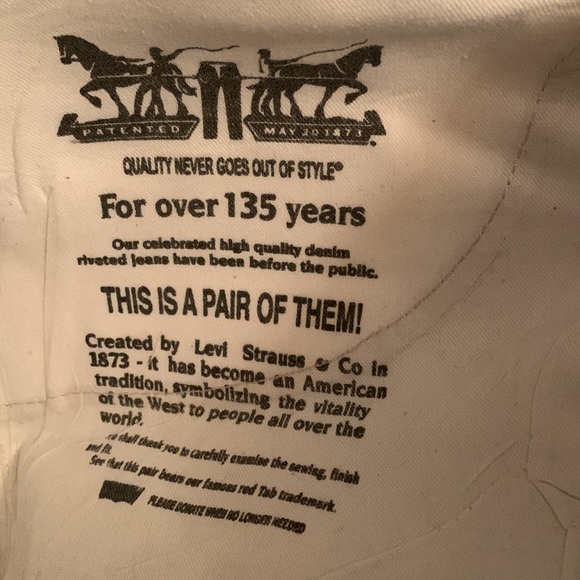 PATENTED MAY 20 1873
QUALITY NEVER GOES OUT OF STYLE®
For over 135 years
Our celebrated high quality denim
riveted jeans have been before the public.
THIS IS A PAIR OF THEM!
Created by Levi Strauss & Co in
1873 - it has become an American
tradition, symbolizing the vitality
of the West to people all over the
world.
shall thank you to carefully examine the sewing, finish
and fit.
See that this pair bears our famous red Tab trademark.
PLEASE DONATE WHEN NO LONGER NEEDED